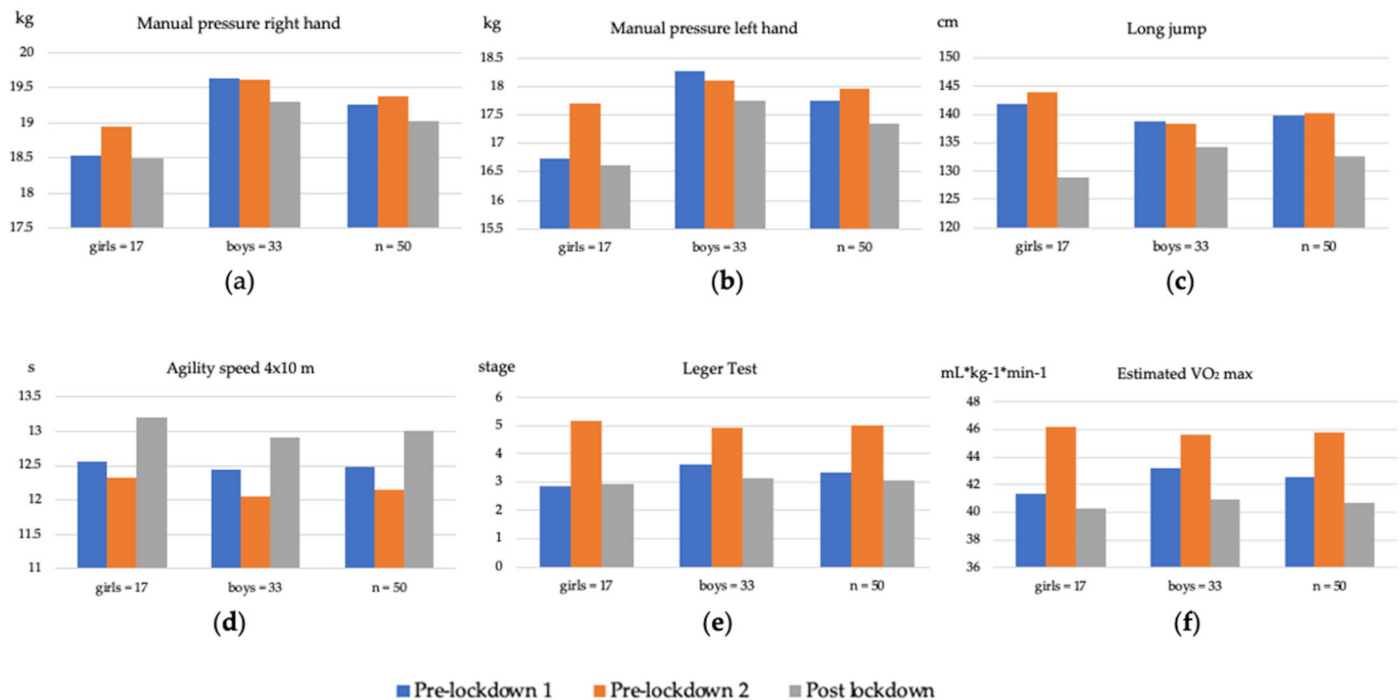 kg
Manual pressure right hand
20
19.5
19
18.5
18
17.5
girls = 17
boys = 33
n = 50
(a)
kg
Manual pressure left hand
18.5
18
17.5
17
16.5
16
15.5
girls = 17
boys = 33
n = 50
(b)
cm
Long jump
150
145
140
135
130
125
120
girls = 17
boys = 33
n = 50
(c)
s
Agility speed 4x10 m
13.5
13
12.5
12
11.5
11
girls = 17
boys = 33
n = 50
(d)
stage
Leger Test
6
5
4
3
2
1
0
girls = 17
boys = 33
n = 50
(e)
mL*kg-1*min-1
Estimated VO₂ max
48
46
44
42
40
38
36
girls = 17
boys = 33
n = 50
(f)
Pre-lockdown 1 Pre-lockdown 2 Post lockdown